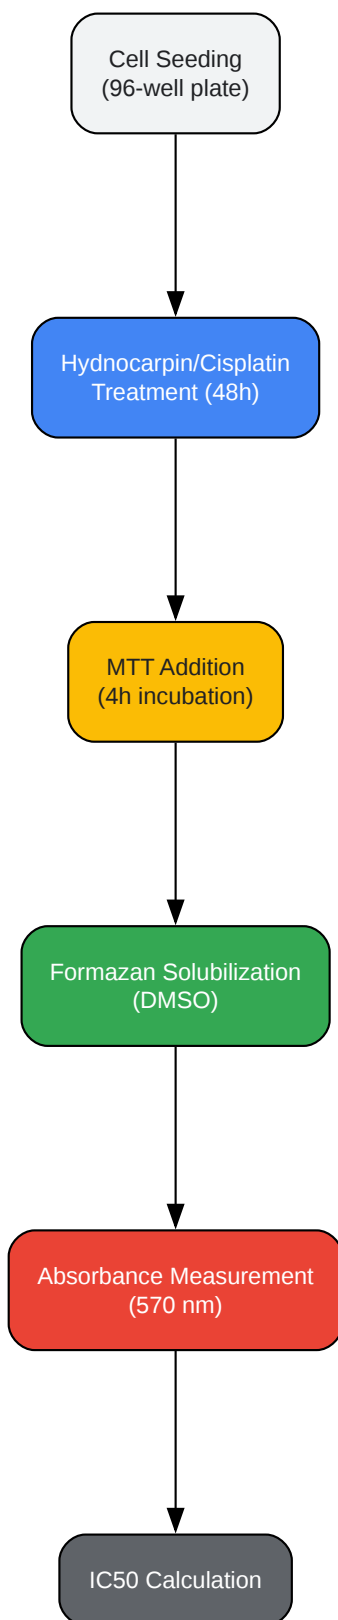 Cell Seeding
(96-well plate)
Hydnocarpin/Cisplatin
Treatment (48h)
MTT Addition
(4h incubation)
Formazan Solubilization
(DMSO)
Absorbance Measurement
(570 nm)
IC50 Calculation